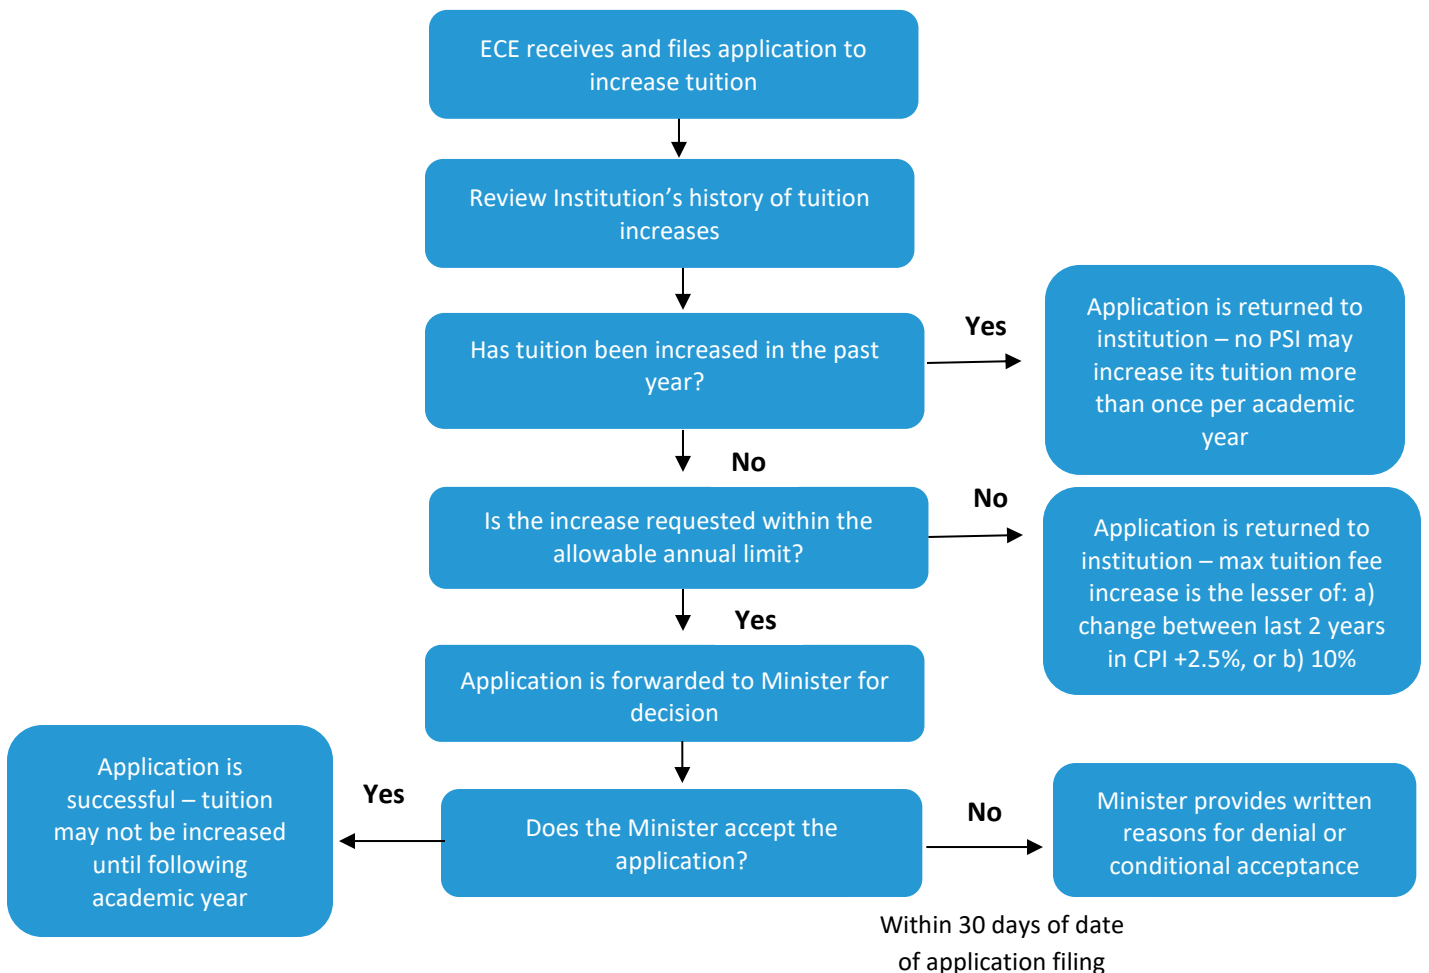 ECE receives and files application to
increase tuition
Review Institution’s history of tuition
increases
Has tuition been increased in the past
year?
Yes
Application is returned to
institution – no PSI may
increase its tuition more
than once per academic
year
No
Is the increase requested within the
allowable annual limit?
No
Application is returned to
institution – max tuition fee
increase is the lesser of: a)
change between last 2 years
in CPI +2.5%, or b) 10%
Yes
Application is forwarded to Minister for
decision
Does the Minister accept the
application?
Yes
Application is
successful – tuition
may not be increased
until following
academic year
No
Minister provides written
reasons for denial or
conditional acceptance
Within 30 days of date
of application filing